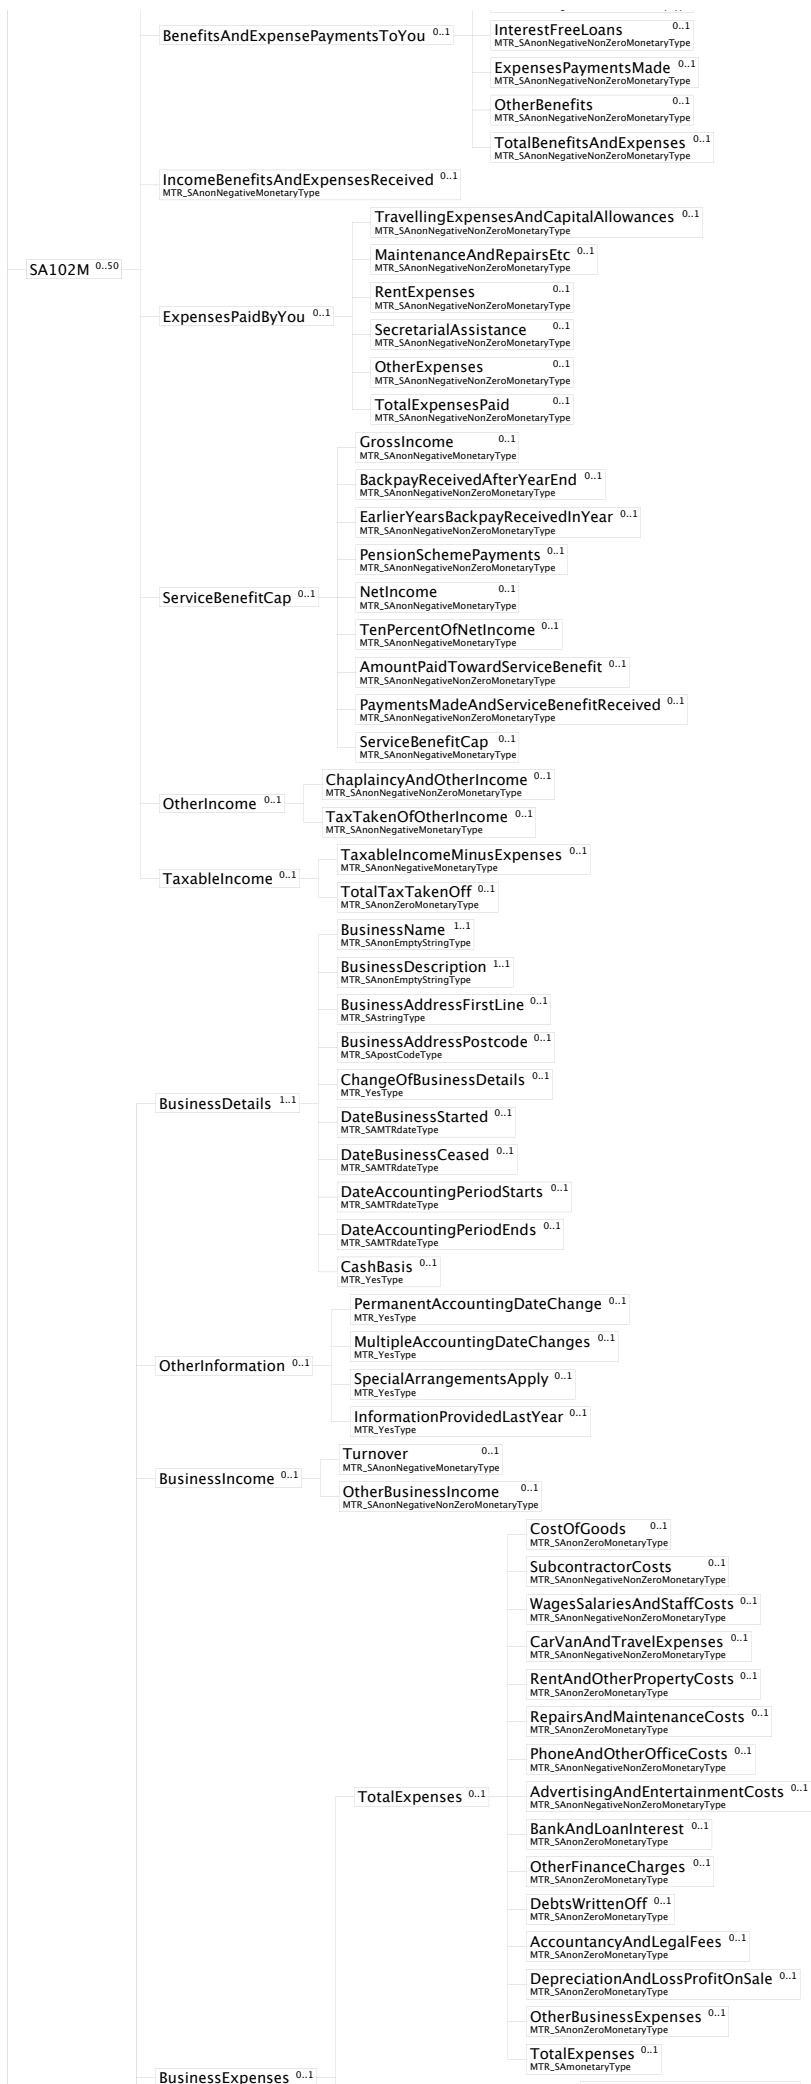 BenefitsAndExpensePaymentsToYou 0..1
InterestFreeLoans 0..1
MTR_SAnonNegativeNonZeroMonetaryType
ExpensesPaymentsMade 0..1
MTR_SAnonNegativeNonZeroMonetaryType
OtherBenefits 0..1
MTR_SAnonNegativeNonZeroMonetaryType
TotalBenefitsAndExpenses 0..1
MTR_SAnonNegativeNonZeroMonetaryType
IncomeBenefitsAndExpensesReceived 0..1
MTR_SAnonNegativeMonetaryType
SA102M 0..50
ExpensesPaidByYou 0..1
TravellingExpensesAndCapitalAllowances 0..1
MTR_SAnonNegativeNonZeroMonetaryType
MaintenanceAndRepairsEtc 0..1
MTR_SAnonNegativeNonZeroMonetaryType
RentExpenses 0..1
MTR_SAnonNegativeNonZeroMonetaryType
SecretarialAssistance 0..1
MTR_SAnonNegativeNonZeroMonetaryType
OtherExpenses 0..1
MTR_SAnonNegativeNonZeroMonetaryType
TotalExpensesPaid 0..1
MTR_SAnonNegativeNonZeroMonetaryType
ServiceBenefitCap 0..1
GrossIncome 0..1
MTR_SAnonNegativeMonetaryType
BackpayReceivedAfterYearEnd 0..1
MTR_SAnonNegativeNonZeroMonetaryType
EarlierYearsBackpayReceivedInYear 0..1
MTR_SAnonNegativeNonZeroMonetaryType
PensionSchemePayments 0..1
MTR_SAnonNegativeNonZeroMonetaryType
NetIncome 0..1
MTR_SAnonNegativeMonetaryType
TenPercentOfNetIncome 0..1
MTR_SAnonNegativeMonetaryType
AmountPaidTowardServiceBenefit 0..1
MTR_SAnonNegativeNonZeroMonetaryType
PaymentsMadeAndServiceBenefitReceived 0..1
MTR_SAnonNegativeNonZeroMonetaryType
ServiceBenefitCap 0..1
MTR_SAnonNegativeMonetaryType
OtherIncome 0..1
ChaplaincyAndOtherIncome 0..1
MTR_SAnonNegativeNonZeroMonetaryType
TaxTakenOfOtherIncome 0..1
MTR_SAnonNegativeMonetaryType
TaxableIncome 0..1
TaxableIncomeMinusExpenses 0..1
MTR_SAnonNegativeMonetaryType
TotalTaxTakenOff 0..1
MTR_SAnonZeroMonetaryType
BusinessDetails 1..1
BusinessName 1..1
MTR_SAnonEmptyStringType
BusinessDescription 1..1
MTR_SAnonEmptyStringType
BusinessAddressFirstLine 0..1
MTR_SAstringType
BusinessAddressPostcode 0..1
MTR_SApostCodeType
ChangeOfBusinessDetails 0..1
MTR_YesType
DateBusinessStarted 0..1
MTR_SAMTRdateType
DateBusinessCeased 0..1
MTR_SAMTRdateType
DateAccountingPeriodStarts 0..1
MTR_SAMTRdateType
DateAccountingPeriodEnds 0..1
MTR_SAMTRdateType
CashBasis 0..1
MTR_YesType
OtherInformation 0..1
PermanentAccountingDateChange 0..1
MTR_YesType
MultipleAccountingDateChanges 0..1
MTR_YesType
SpecialArrangementsApply 0..1
MTR_YesType
InformationProvidedLastYear 0..1
MTR_YesType
BusinessIncome 0..1
Turnover 0..1
MTR_SAnonNegativeMonetaryType
OtherBusinessIncome 0..1
MTR_SAnonNegativeNonZeroMonetaryType
TotalExpenses 0..1
CostOfGoods 0..1
MTR_SAnonZeroMonetaryType
SubcontractorCosts 0..1
MTR_SAnonNegativeNonZeroMonetaryType
WagesSalariesAndStaffCosts 0..1
MTR_SAnonNegativeNonZeroMonetaryType
CarVanAndTravelExpenses 0..1
MTR_SAnonNegativeNonZeroMonetaryType
RentAndOtherPropertyCosts 0..1
MTR_SAnonZeroMonetaryType
RepairsAndMaintenanceCosts 0..1
MTR_SAnonZeroMonetaryType
PhoneAndOtherOfficeCosts 0..1
MTR_SAnonNegativeNonZeroMonetaryType
AdvertisingAndEntertainmentCosts 0..1
MTR_SAnonNegativeNonZeroMonetaryType
BankAndLoanInterest 0..1
MTR_SAnonZeroMonetaryType
OtherFinanceCharges 0..1
MTR_SAnonZeroMonetaryType
DebtsWrittenOff 0..1
MTR_SAnonZeroMonetaryType
AccountancyAndLegalFees 0..1
MTR_SAnonZeroMonetaryType
DepreciationAndLossProfitOnSale 0..1
MTR_SAnonZeroMonetaryType
OtherBusinessExpenses 0..1
MTR_SAnonZeroMonetaryType
TotalExpenses 0..1
MTR_SAmonetaryType
BusinessExpenses 0..1